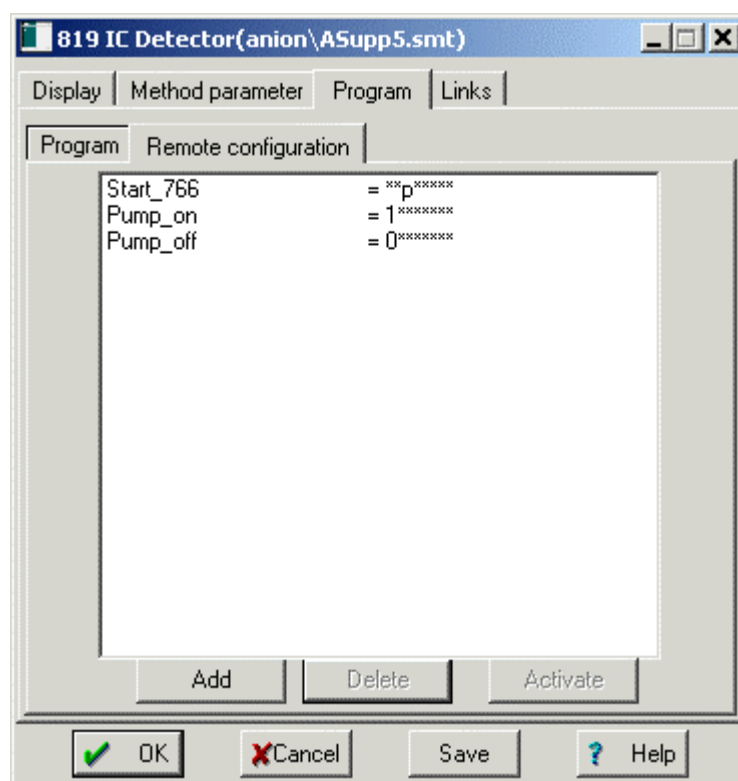 819 IC Detector(anion\ASupp5.smt)
Display Method parameter Program Links
Program Remote configuration
Start_766 = **p*****
Pump_on = 1*******
Pump_off = 0*******
Add Delete Activate
OK Cancel Save ? Help